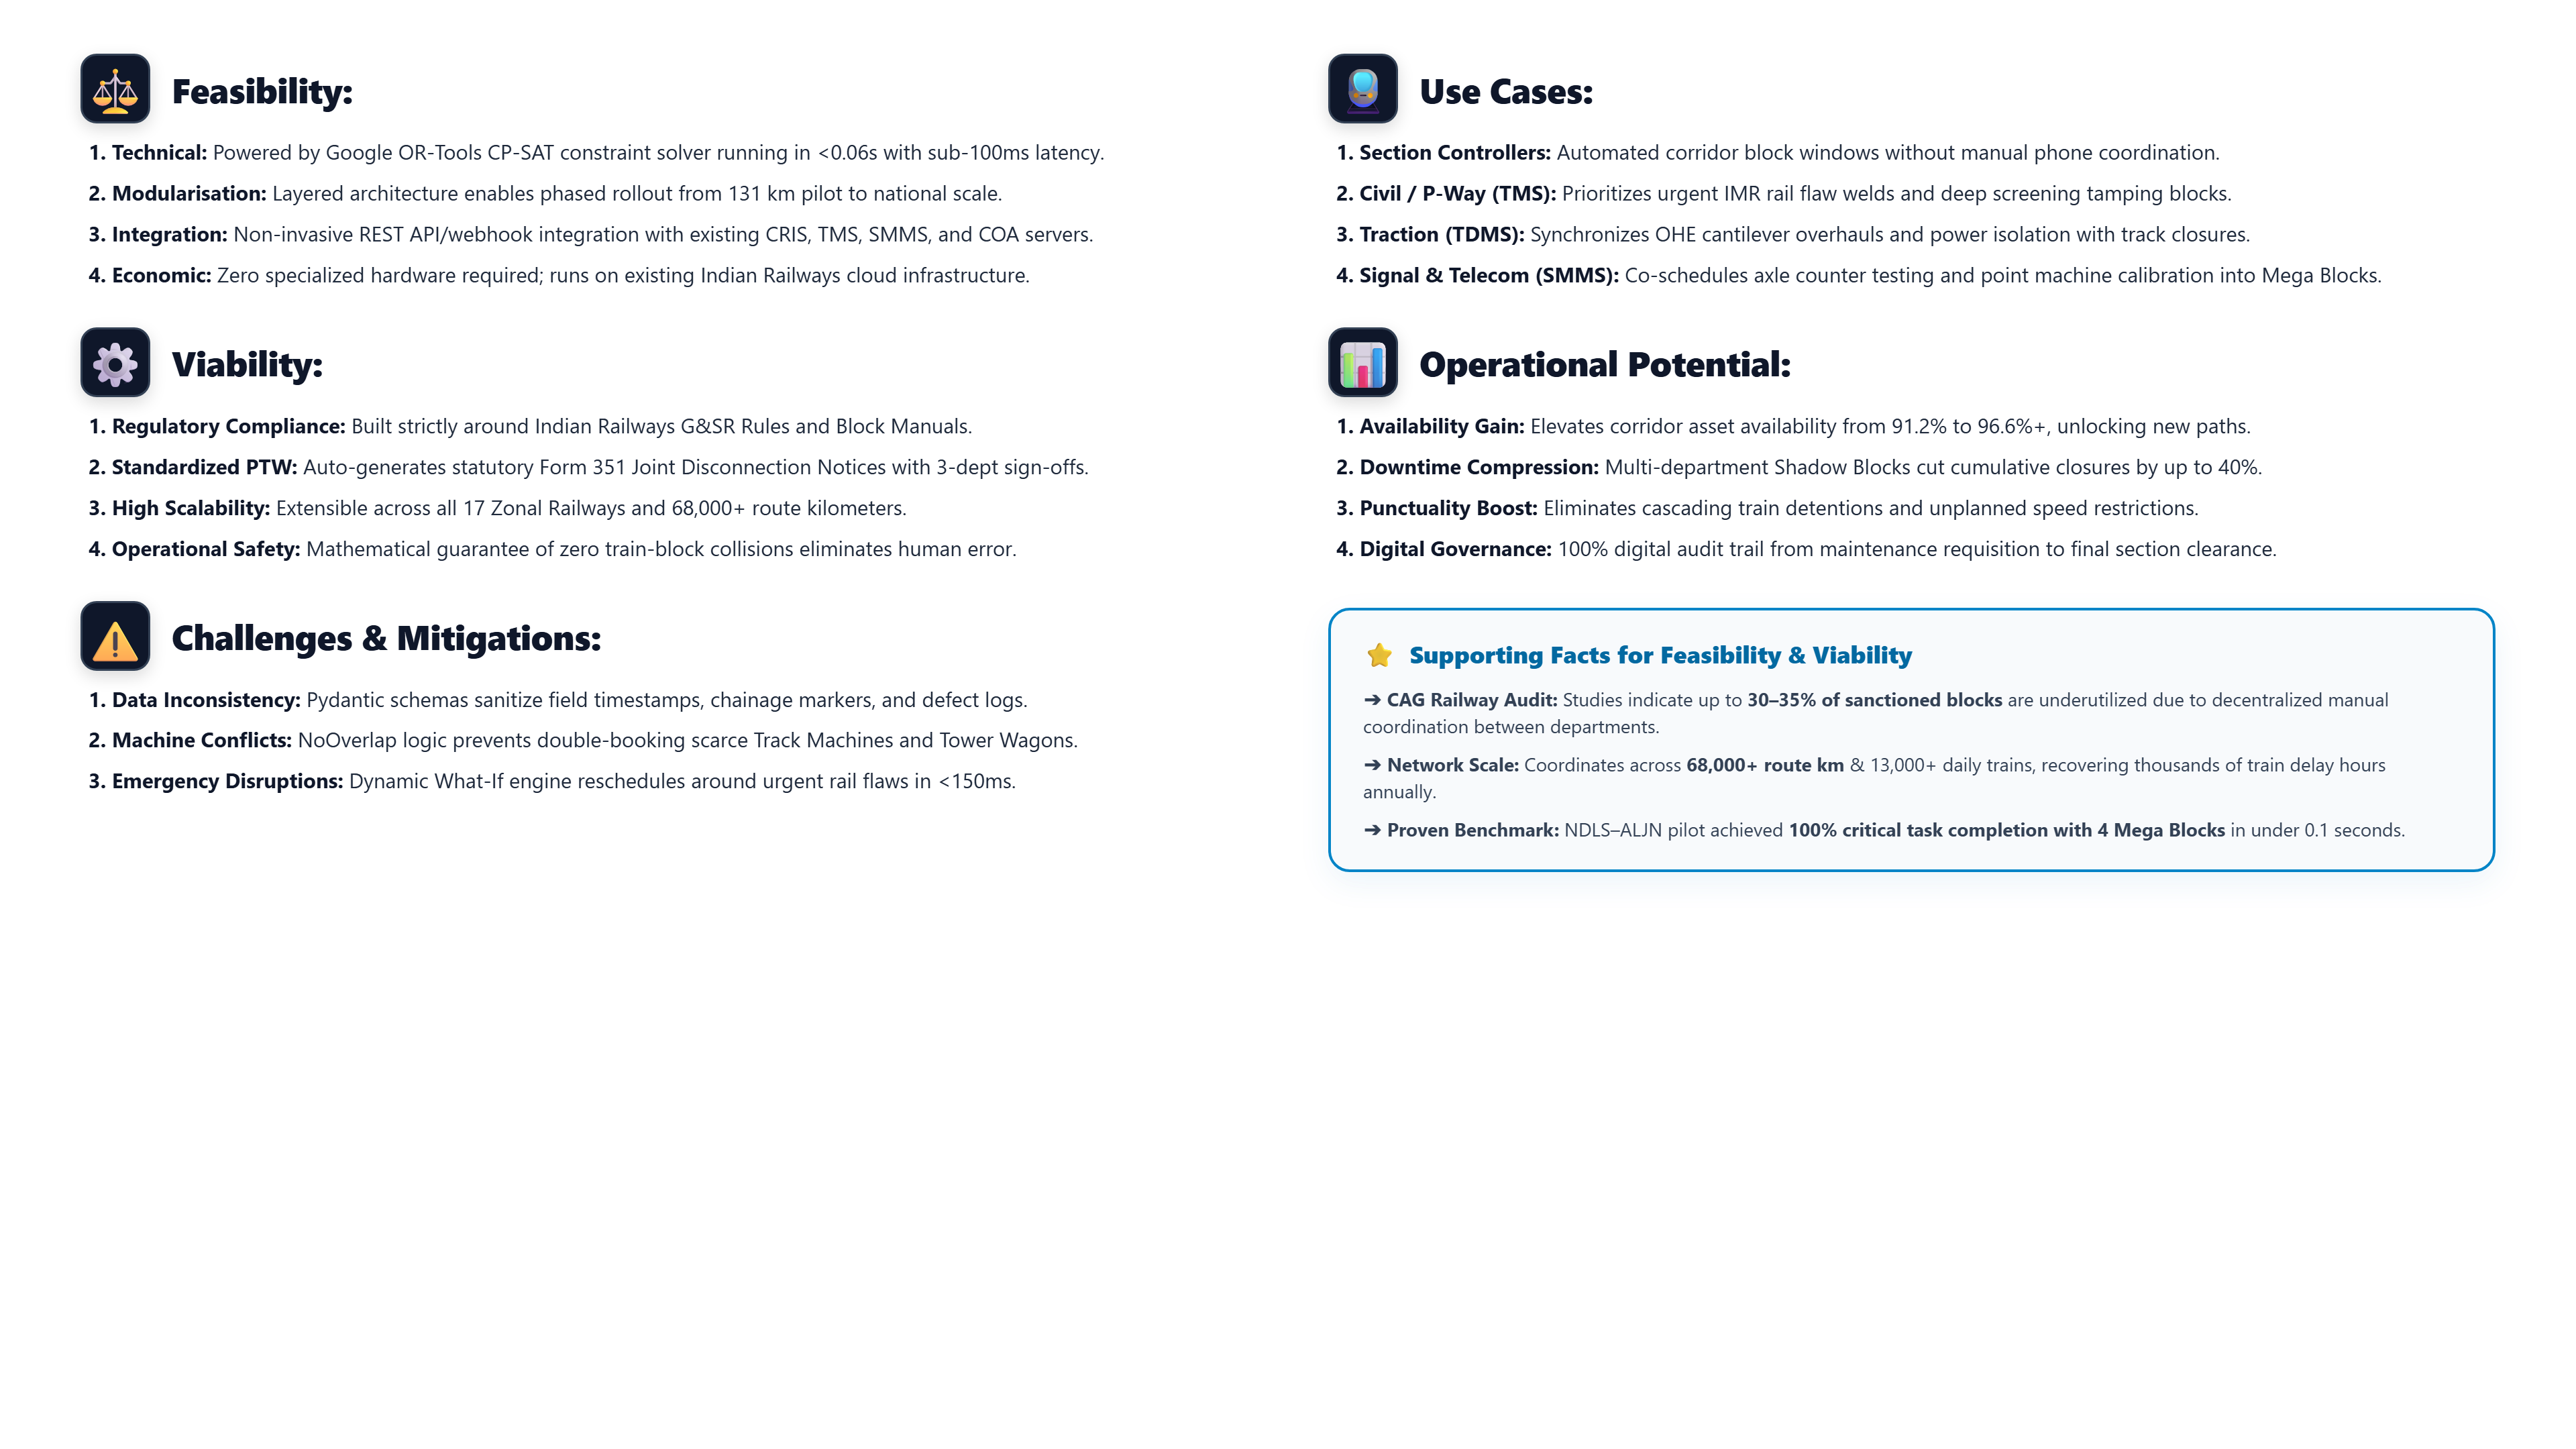 Feasibility:
1. Technical: Powered by Google OR-Tools CP-SAT constraint solver running in <0.06s with sub-100ms latency.
2. Modularisation: Layered architecture enables phased rollout from 131 km pilot to national scale.
3. Integration: Non-invasive REST API/webhook integration with existing CRIS, TMS, SMMS, and COA servers.
4. Economic: Zero specialized hardware required; runs on existing Indian Railways cloud infrastructure.
Viability:
1. Regulatory Compliance: Built strictly around Indian Railways G&SR Rules and Block Manuals.
2. Standardized PTW: Auto-generates statutory Form 351 Joint Disconnection Notices with 3-dept sign-offs.
3. High Scalability: Extensible across all 17 Zonal Railways and 68,000+ route kilometers.
4. Operational Safety: Mathematical guarantee of zero train-block collisions eliminates human error.
Challenges & Mitigations:
1. Data Inconsistency: Pydantic schemas sanitize field timestamps, chainage markers, and defect logs.
2. Machine Conflicts: NoOverlap logic prevents double-booking scarce Track Machines and Tower Wagons.
3. Emergency Disruptions: Dynamic What-If engine reschedules around urgent rail flaws in <150ms.
Use Cases:
1. Section Controllers: Automated corridor block windows without manual phone coordination.
2. Civil / P-Way (TMS): Prioritizes urgent IMR rail flaw welds and deep screening tamping blocks.
3. Traction (TDMS): Synchronizes OHE cantilever overhauls and power isolation with track closures.
4. Signal & Telecom (SMMS): Co-schedules axle counter testing and point machine calibration into Mega Blocks.
Operational Potential:
1. Availability Gain: Elevates corridor asset availability from 91.2% to 96.6%+, unlocking new paths.
2. Downtime Compression: Multi-department Shadow Blocks cut cumulative closures by up to 40%.
3. Punctuality Boost: Eliminates cascading train detentions and unplanned speed restrictions.
4. Digital Governance: 100% digital audit trail from maintenance requisition to final section clearance.
Supporting Facts for Feasibility & Viability
➔ CAG Railway Audit: Studies indicate up to 30–35% of sanctioned blocks are underutilized due to decentralized manual
coordination between departments.
➔ Network Scale: Coordinates across 68,000+ route km & 13,000+ daily trains, recovering thousands of train delay hours
annually.
➔ Proven Benchmark: NDLS–ALJN pilot achieved 100% critical task completion with 4 Mega Blocks in under 0.1 seconds.